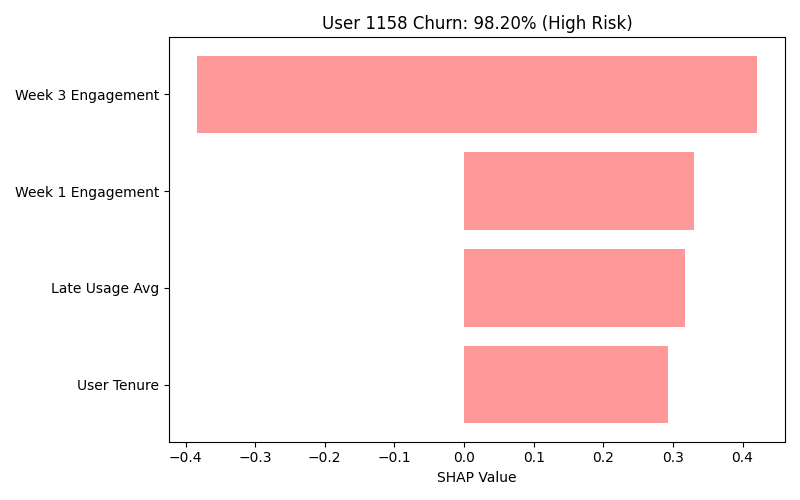 User 1158 Churn: 98.20% (High Risk)
Week 3 Engagement
Week 1 Engagement
Late Usage Avg
User Tenure
−0.4 −0.3 −0.2 −0.1 0.0 0.1 0.2 0.3 0.4
SHAP Value